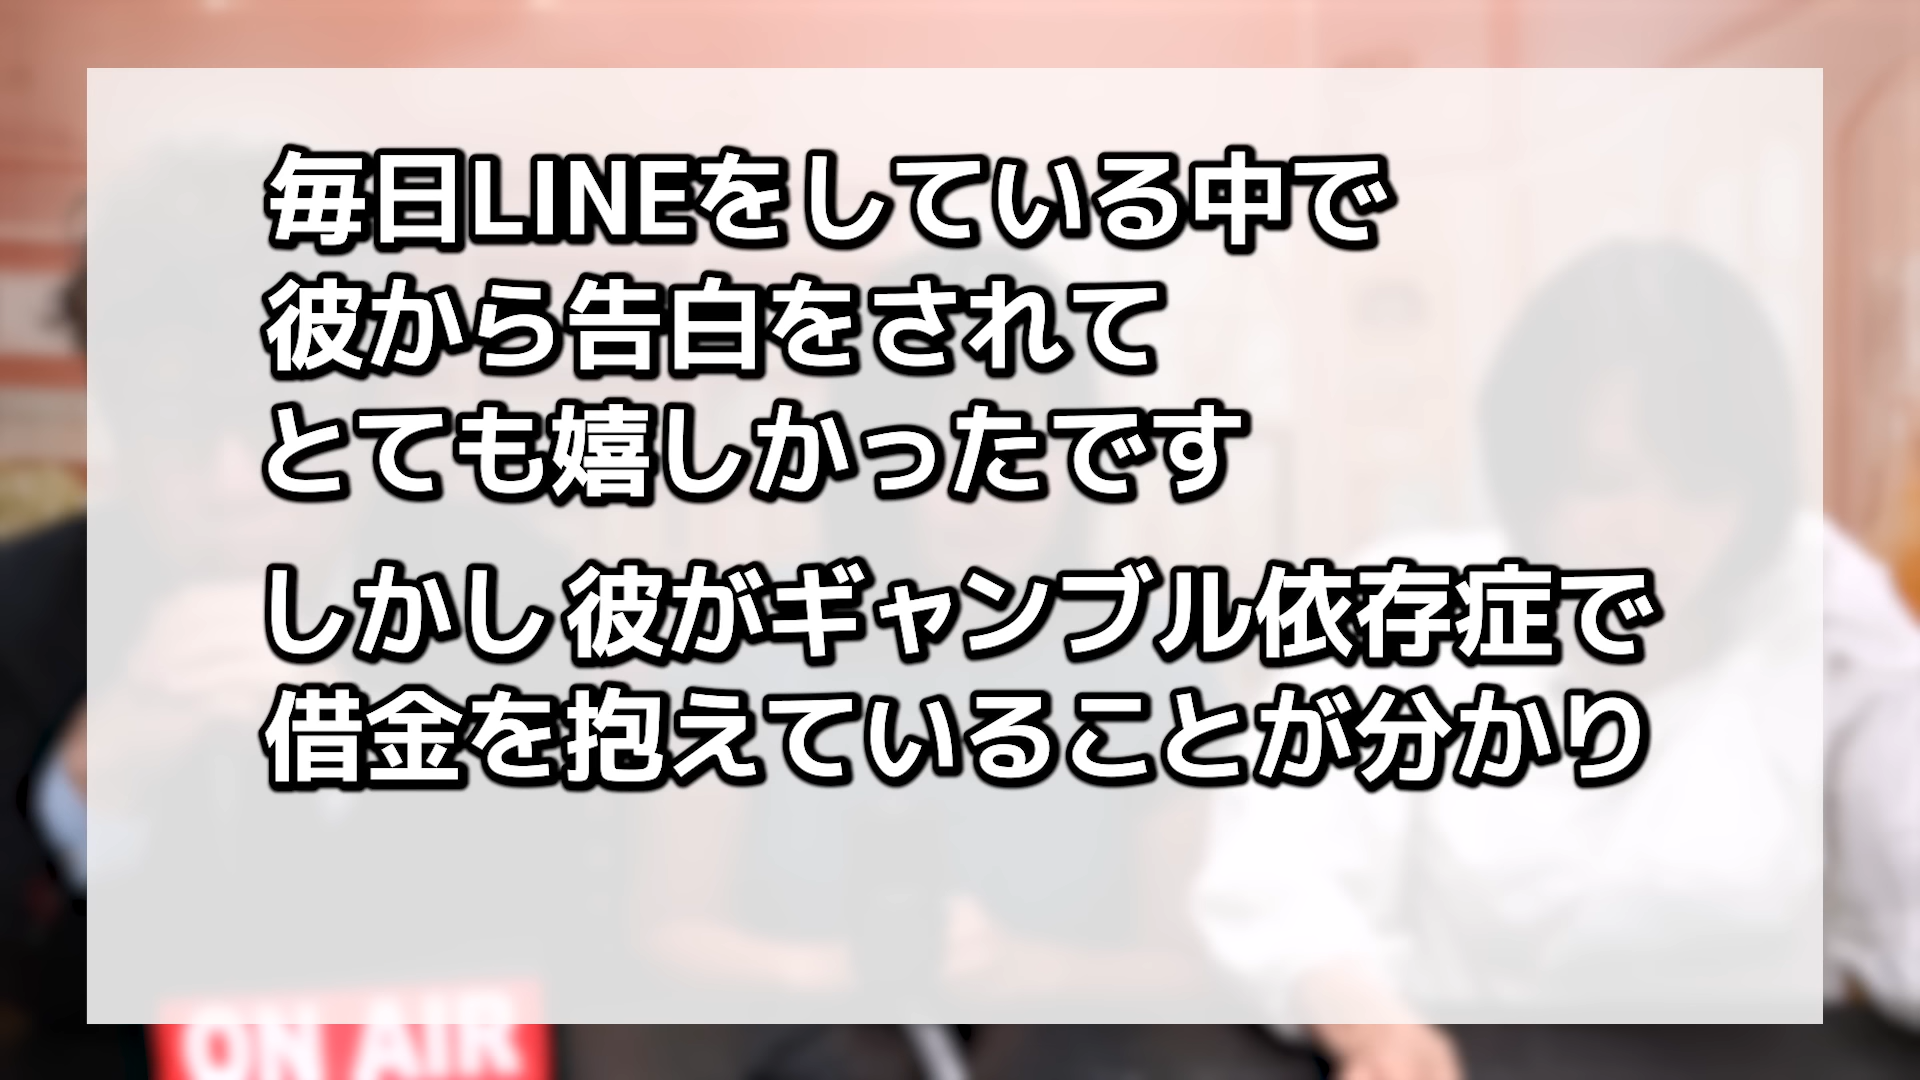 毎日LINEをしている中で
彼から告白をされて
とても嬉しかったです
しかし 彼がギャンブル依存症で
借金を抱えていることが分かり
ON AIR